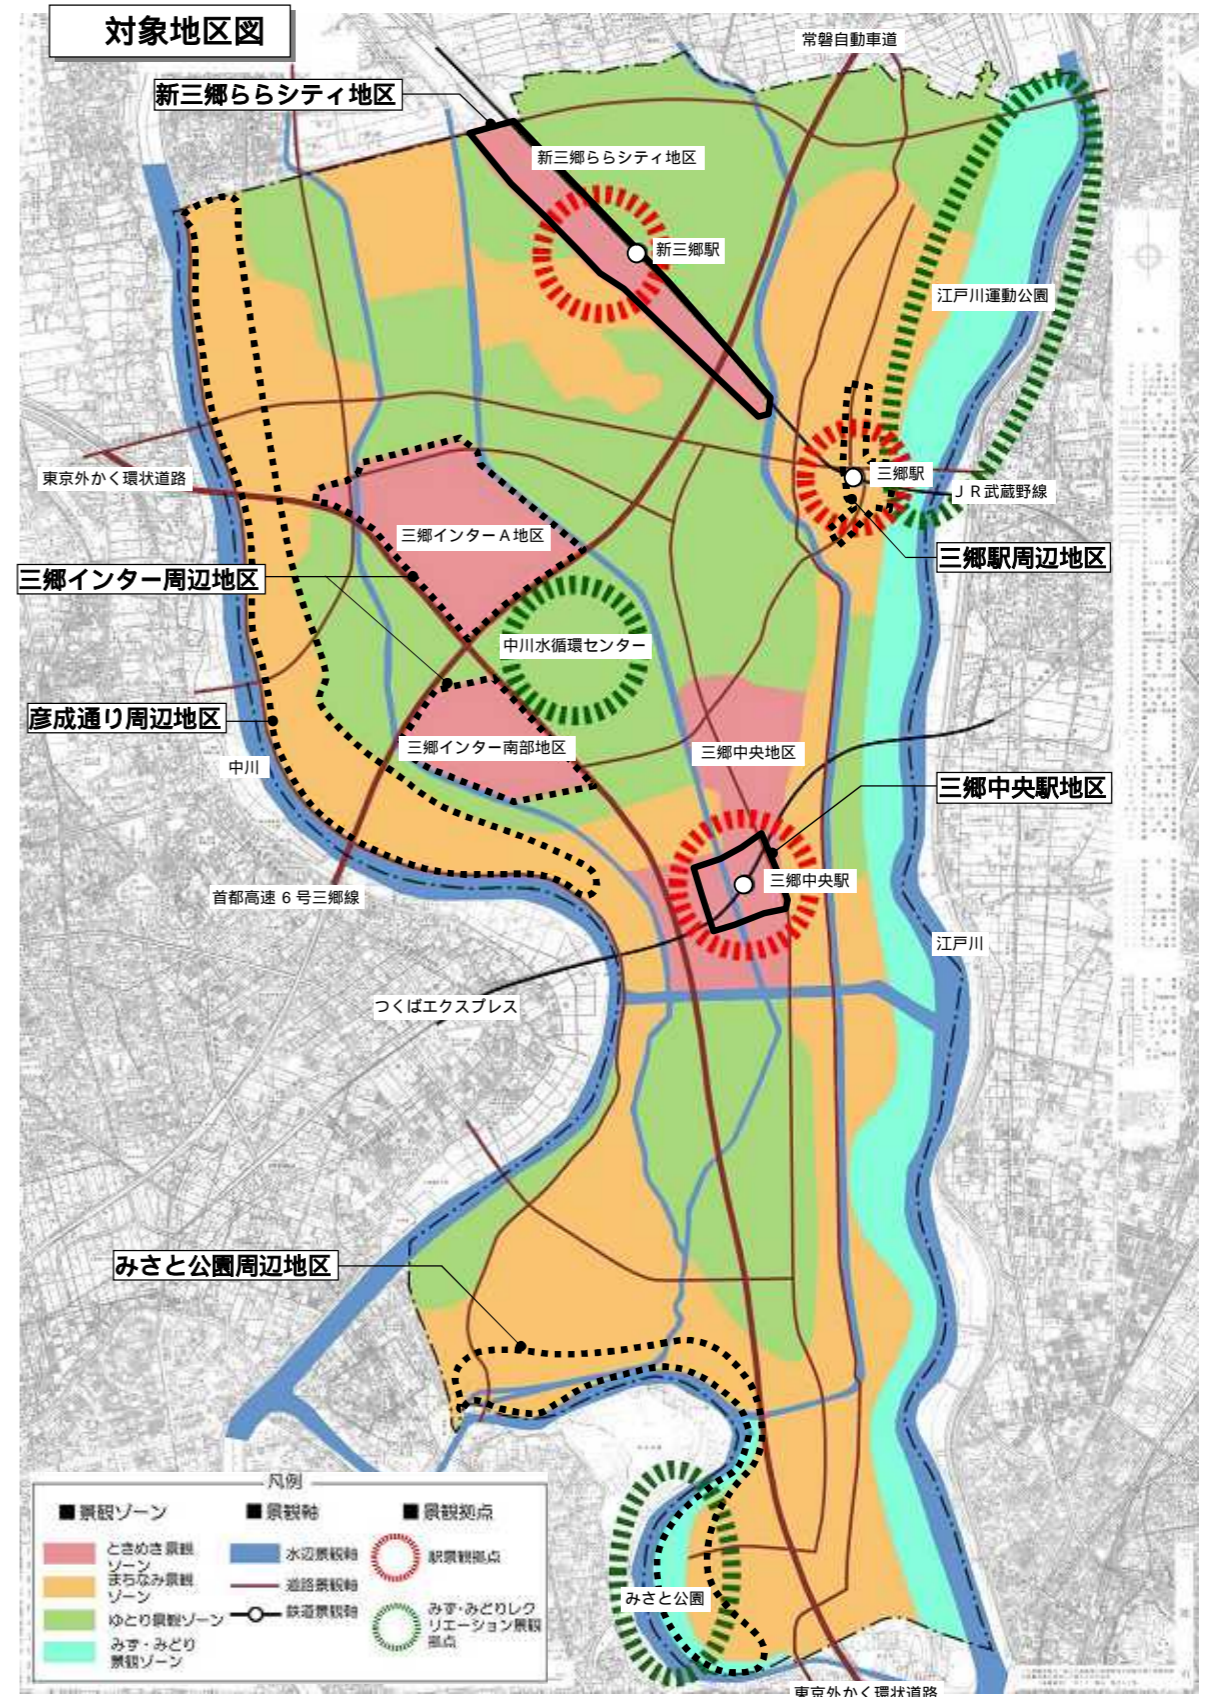 対象地区図
常磐自動車道
新三郷ららシティ地区
新三郷ららシティ地区
新三郷駅
江戸川運動公園
東京外かく環状道路
三郷駅
JR武蔵野線
三郷インターA地区
三郷駅周辺地区
三郷インター周辺地区
中川水循環センター
彦成通り周辺地区
三郷インター南部地区
三郷中央地区
中川
三郷中央駅地区
三郷中央駅
首都高速6号三郷線
江戸川
つくばエクスプレス
みさと公園周辺地区
凡例
■景観ゾーン
ときめき景観
ゾーン
まちなみ景観
ゾーン
ゆとり景観ゾーン
みず・みどり
景観ゾーン
■景観軸
水辺景観軸
道路景観軸
鉄道景観軸
■景観拠点
駅景観拠点
みず・みどりレク
リエーション景観
拠点
みさと公園
東京外かく環状道路